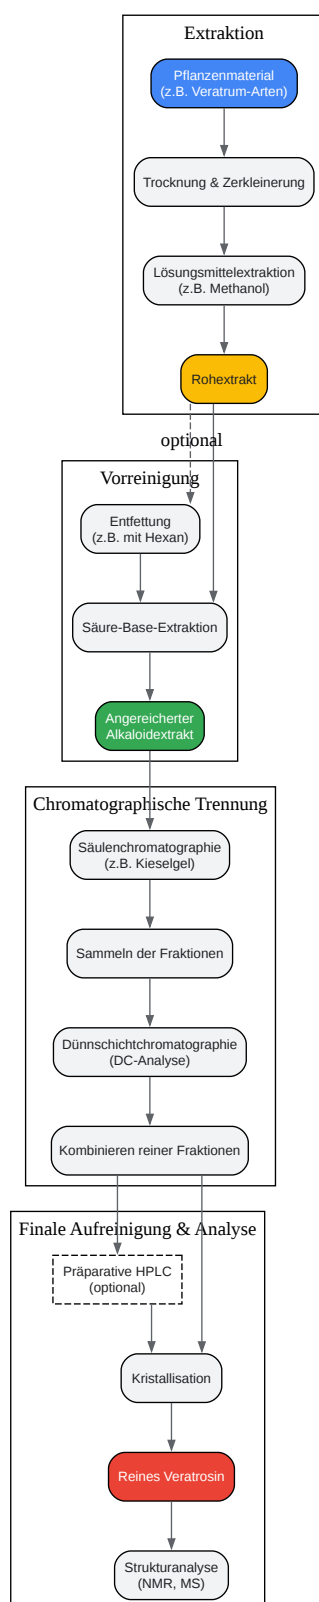 Extraktion
Pflanzenmaterial
(z.B. Veratrum-Arten)
Trocknung & Zerkleinerung
Lösungsmittelextraktion
(z.B. Methanol)
Rohextrakt
optional
Vorreinigung
Entfettung
(z.B. mit Hexan)
Säure-Base-Extraktion
Angereicherter
Alkaloidextrakt
Chromatographische Trennung
Säulenchromatographie
(z.B. Kieselgel)
Sammeln der Fraktionen
Dünnschichtchromatographie
(DC-Analyse)
Kombinieren reiner Fraktionen
Finale Aufreinigung & Analyse
Präparative HPLC
(optional)
Kristallisation
Reines Veratrosin
Strukturanalyse
(NMR, MS)